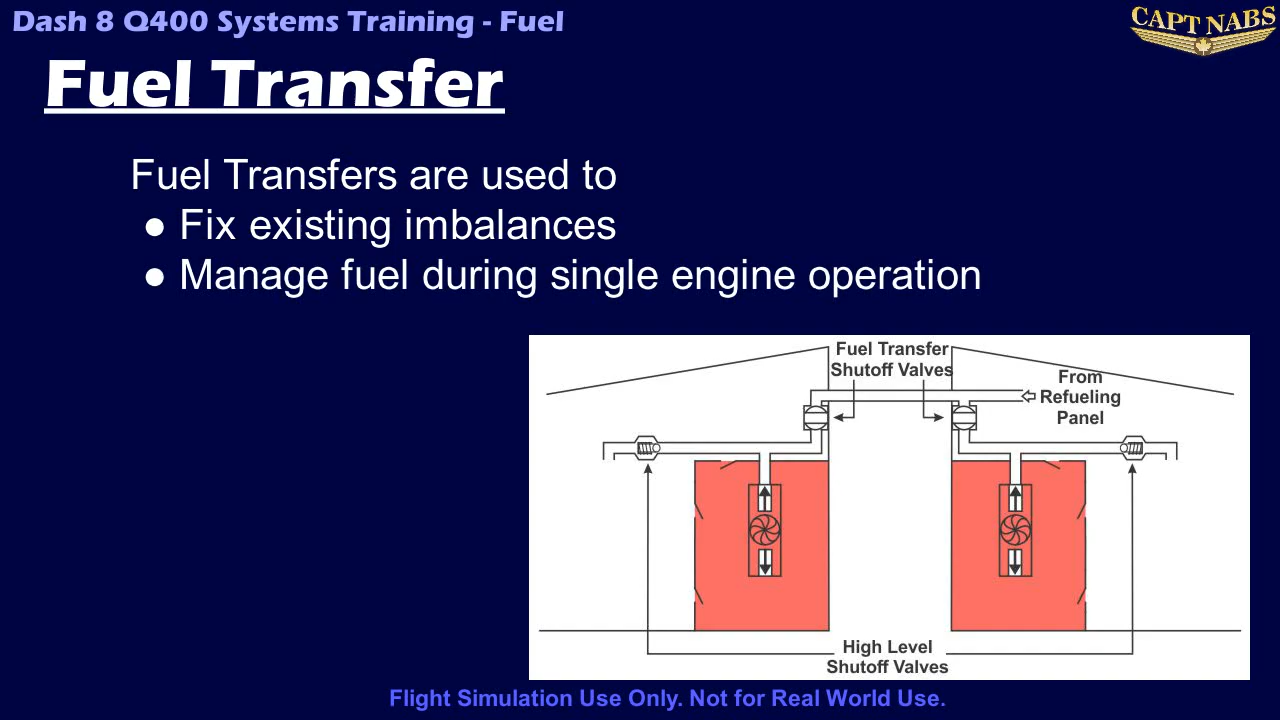 Dash 8 Q400 Systems Training - Fuel
CAPT NABS
Fuel Transfer
Fuel Transfers are used to
● Fix existing imbalances
● Manage fuel during single engine operation
Fuel Transfer
Shutoff Valves
From
Refueling
Panel
High Level
Shutoff Valves
Flight Simulation Use Only. Not for Real World Use.